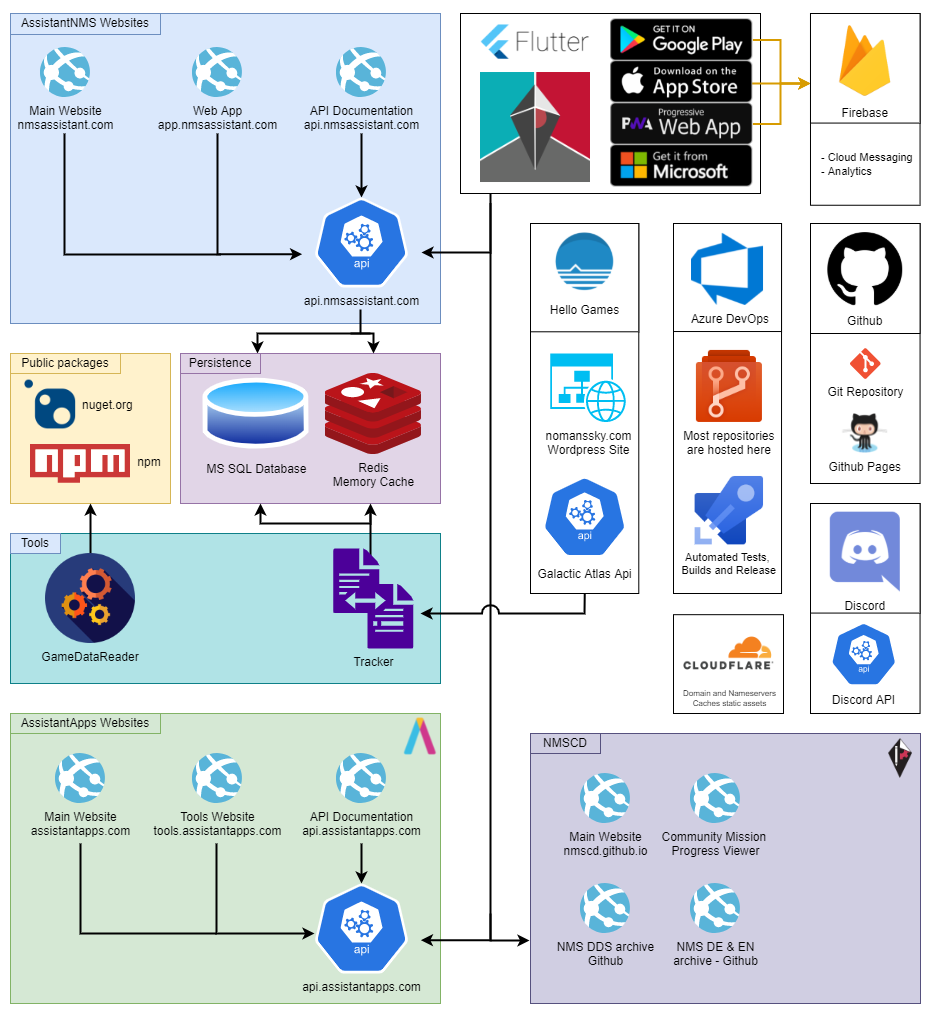 AssistantNMS Websites
Main Website
nmsassistant.com
Web App
app.nmsassistant.com
API Documentation
api.nmsassistant.com
api
api.nmsassistant.com
Flutter
GET IT ON
Google Play
Download on the
App Store
Progressive
PWA
Web App
Get it from
Microsoft
Firebase
- Cloud Messaging
- Analytics
Hello Games
nomanssky.com
Wordpress Site
api
Galactic Atlas Api
Azure DevOps
Most repositories
are hosted here
Automated Tests,
Builds and Release
Github
Git Repository
Github Pages
Public packages
nuget.org
npm
npm
Persistence
MS SQL Database
Redis
Memory Cache
Tools
GameDataReader
Tracker
CLOUDFLARE
Domain and Nameservers
Caches static assets
Discord
api
Discord API
AssistantApps Websites
Main Website
assistantapps.com
Tools Website
tools.assistantapps.com
API Documentation
api.assistantapps.com
api
api.assistantapps.com
NMSCD
Main Website
nmscd.github.io
Community Mission
Progress Viewer
NMS DDS archive
Github
NMS DE & EN
archive - Github